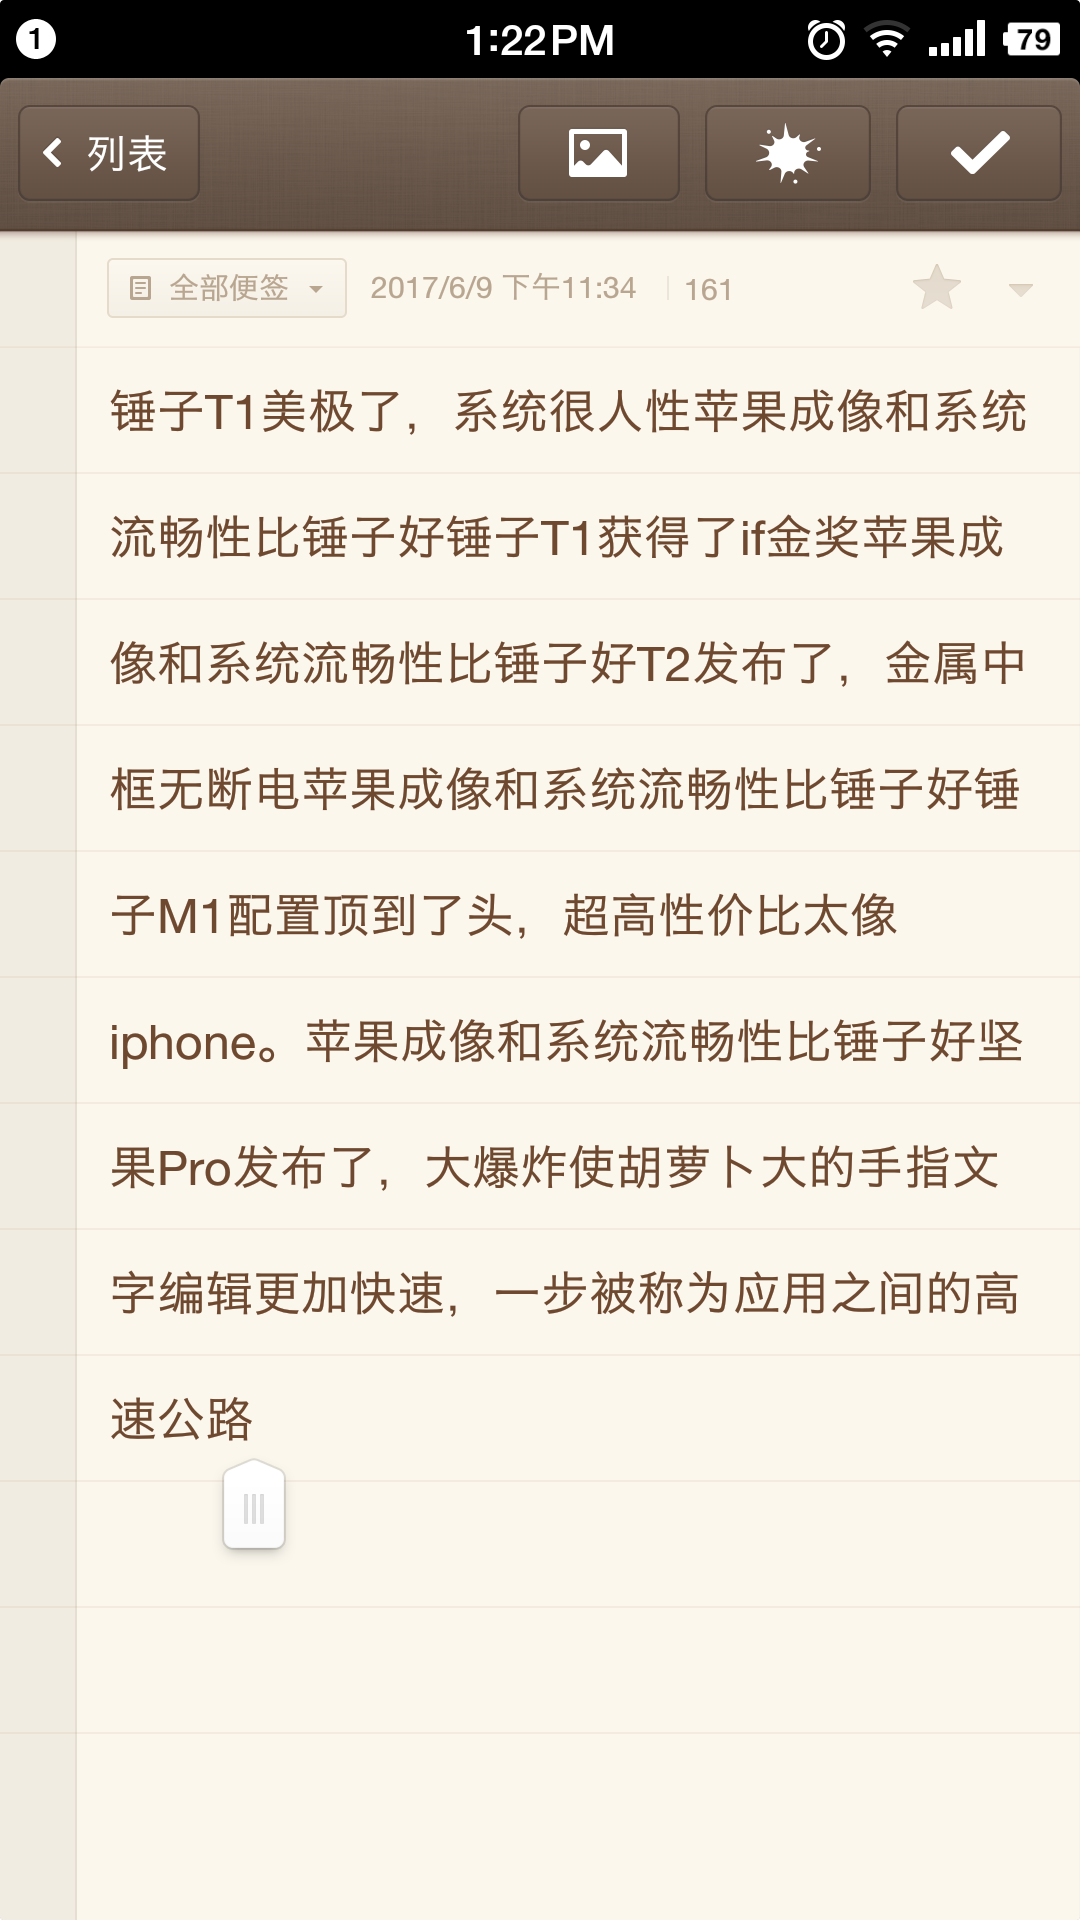 1
1:22PM
79
列表
全部便签
2017/6/9 下午11:34
161
锤子T1美极了，系统很人性苹果成像和系统
流畅性比锤子好锤子T1获得了if金奖苹果成
像和系统流畅性比锤子好T2发布了，金属中
框无断电苹果成像和系统流畅性比锤子好锤
子M1配置顶到了头，超高性价比太像
iphone。苹果成像和系统流畅性比锤子好坚
果Pro发布了，大爆炸使胡萝卜大的手指文
字编辑更加快速，一步被称为应用之间的高
速公路